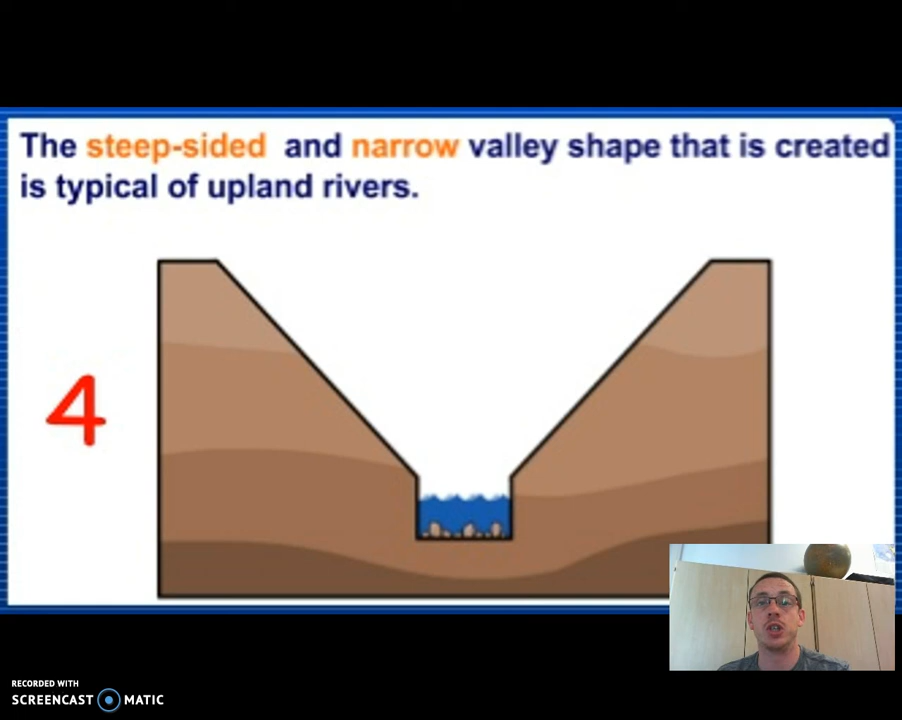 The steep-sided and narrow valley shape that is created
is typical of upland rivers.
4
RECORDED WITH
SCREENCAST MATIC